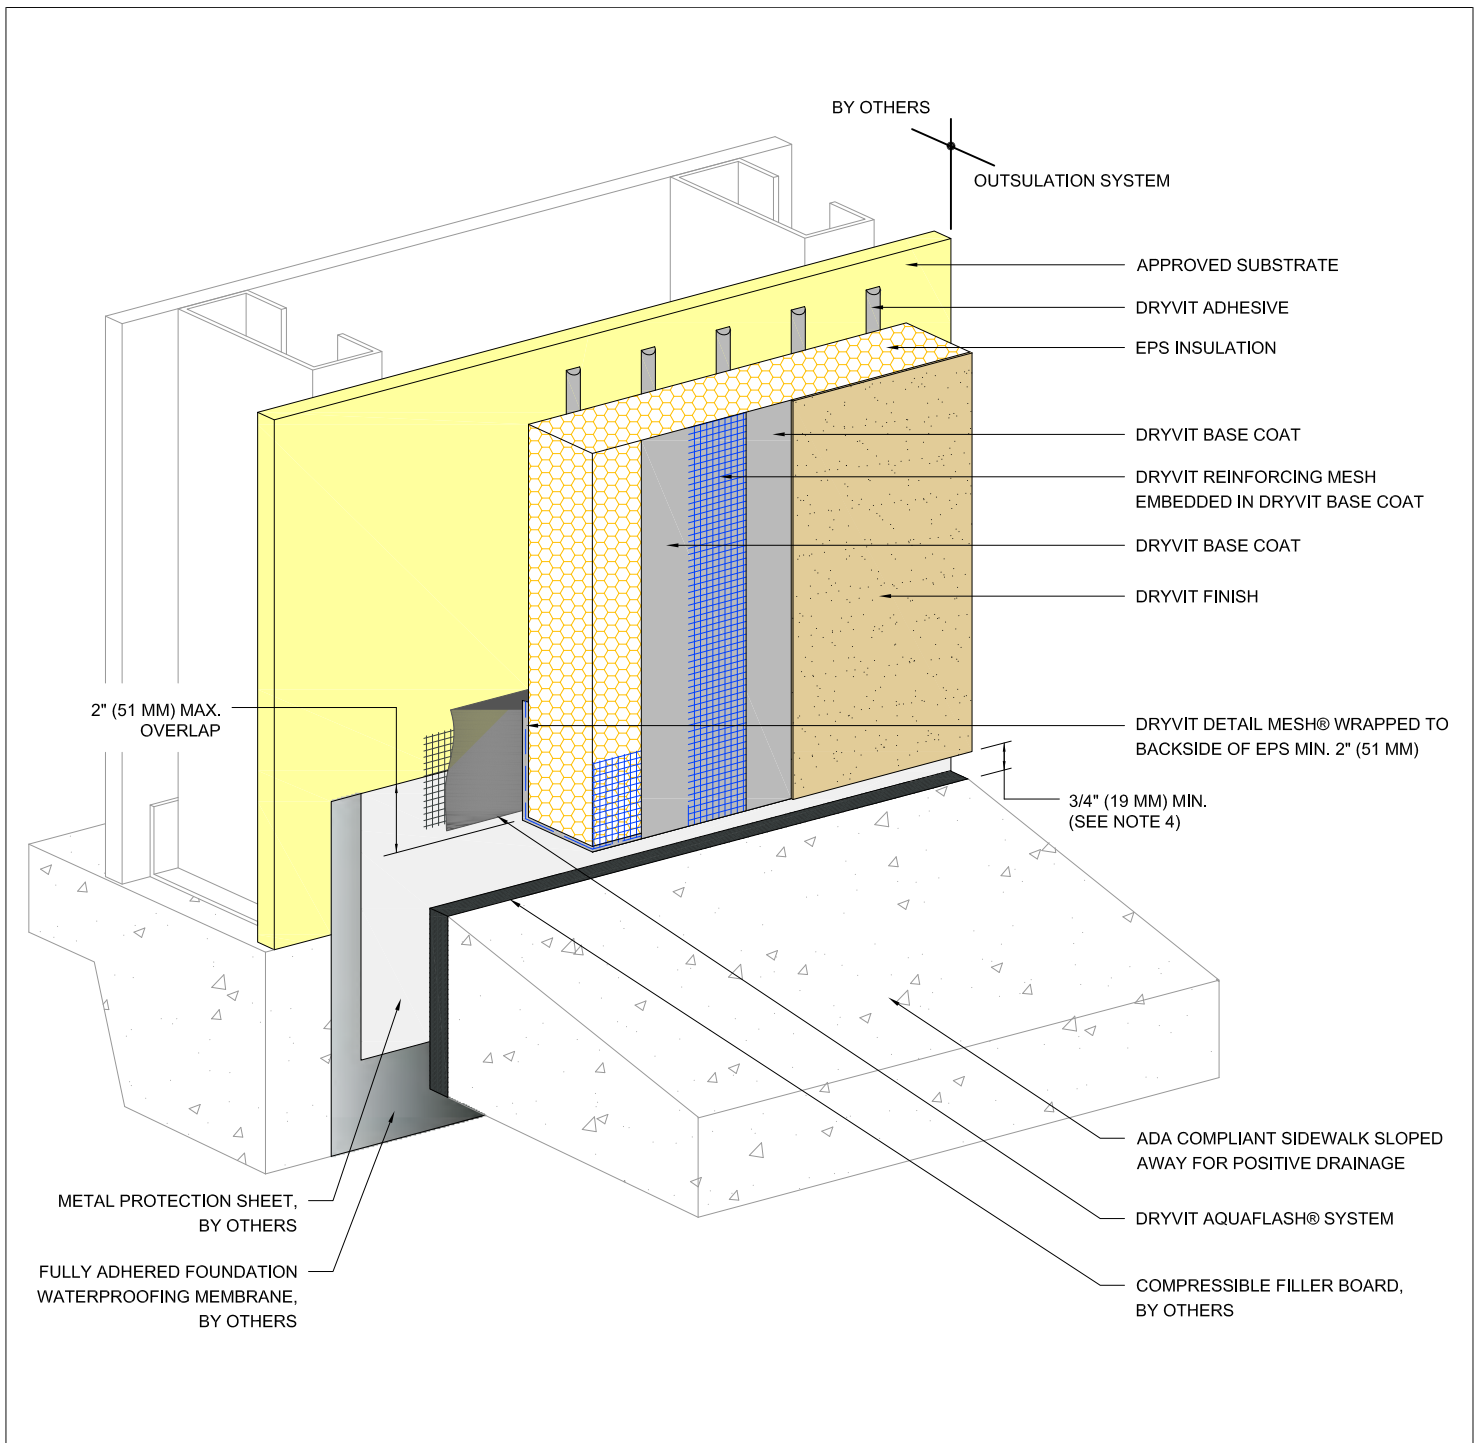 BY OTHERS
OUTSULATION SYSTEM
APPROVED SUBSTRATE
DRYVIT ADHESIVE
EPS INSULATION
DRYVIT BASE COAT
DRYVIT REINFORCING MESH
EMBEDDED IN DRYVIT BASE COAT
DRYVIT BASE COAT
DRYVIT FINISH
2" (51 MM) MAX.
OVERLAP
DRYVIT DETAIL MESH® WRAPPED TO
BACKSIDE OF EPS MIN. 2" (51 MM)
3/4" (19 MM) MIN.
(SEE NOTE 4)
ADA COMPLIANT SIDEWALK SLOPED
AWAY FOR POSITIVE DRAINAGE
METAL PROTECTION SHEET,
BY OTHERS
DRYVIT AQUAFLASH® SYSTEM
FULLY ADHERED FOUNDATION
WATERPROOFING MEMBRANE,
BY OTHERS
COMPRESSIBLE FILLER BOARD,
BY OTHERS